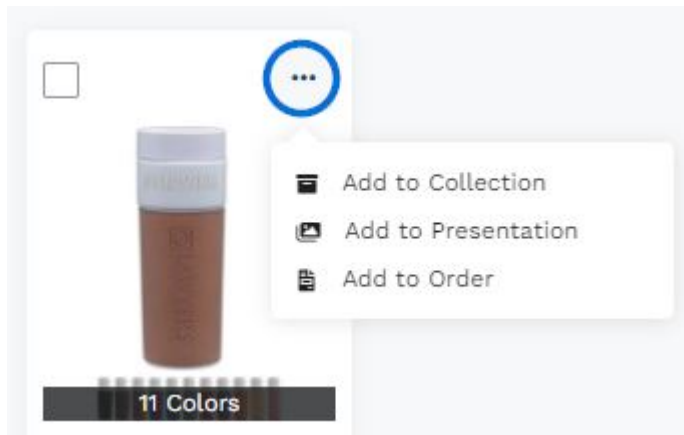 Add to Collection
Add to Presentation
Add to Order
11 Colors